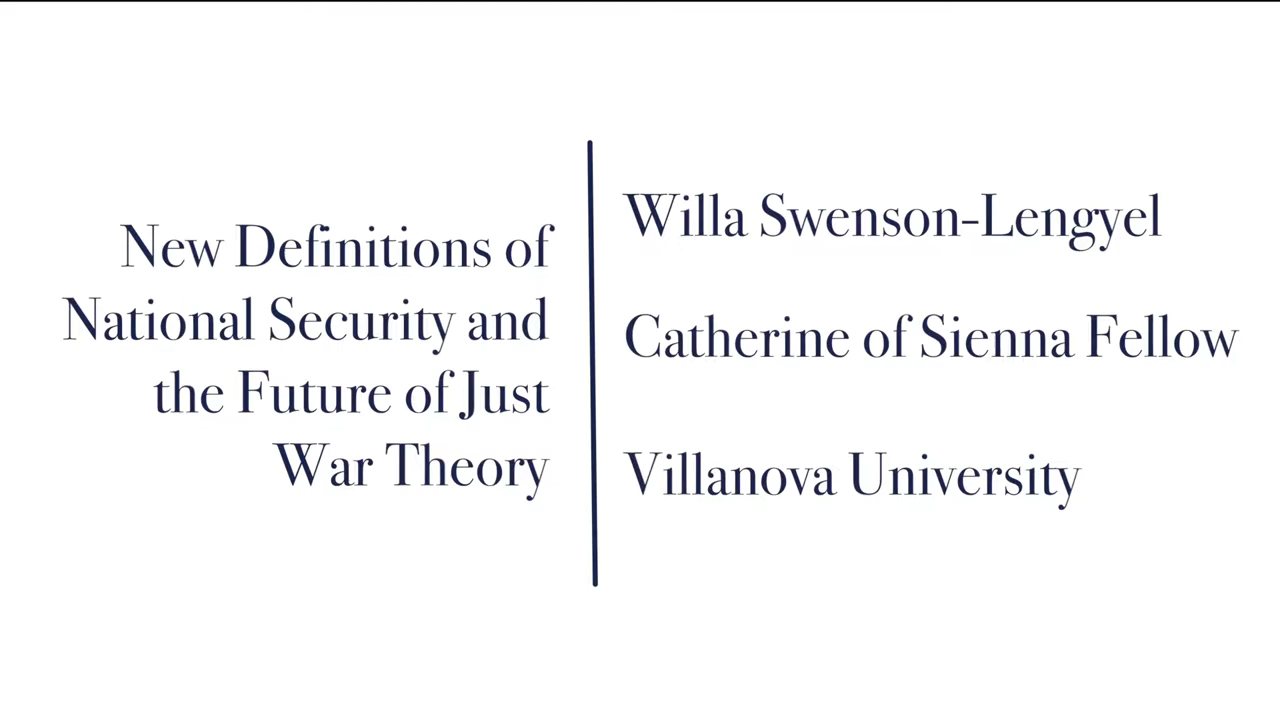 New Definitions of
National Security and
the Future of Just
War Theory
Willa Swenson-Lengyel
Catherine of Sienna Fellow
Villanova University